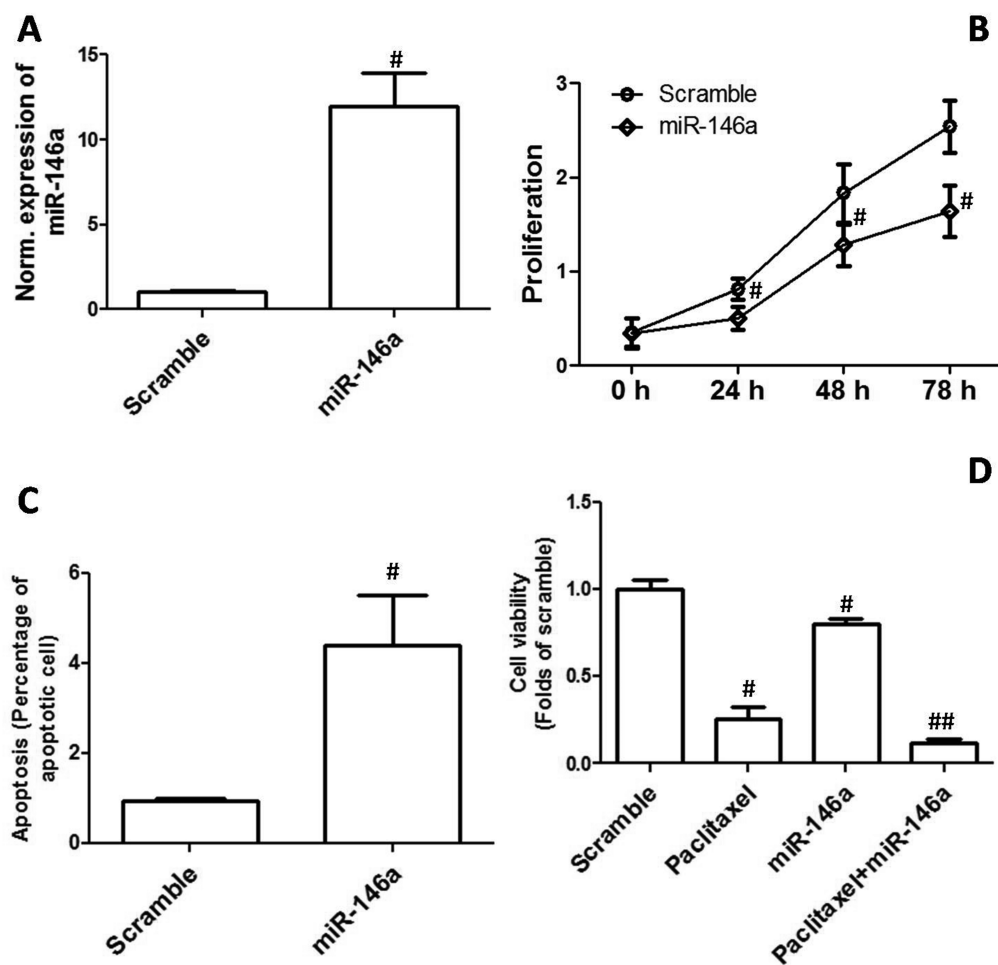 A
Norm. expression of
miR-146a
15
10
5
0
#
Scramble
miR-146a
B
Proliferation
3
2
1
0
Scramble
miR-146a
#
#
#
0 h
24 h
48 h
78 h
C
Apoptosis (Percentage of
apoptotic cell)
6
4
2
0
#
Scramble
miR-146a
D
Cell viability
(Folds of scramble)
1.5
1.0
0.5
0.0
#
#
##
Scramble
Paclitaxel
miR-146a
Paclitaxel+miR-146a